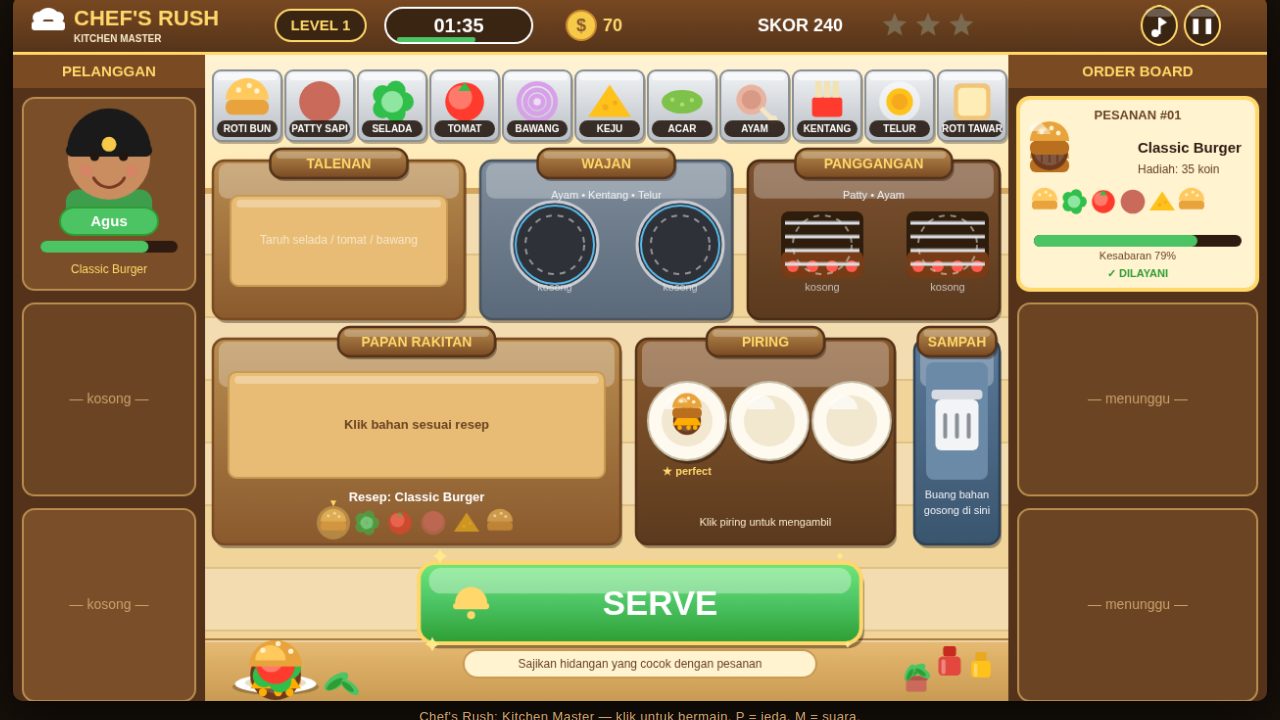 CHEF'S RUSH
KITCHEN MASTER
LEVEL 1
01:35
$ 70
SKOR 240
PELANGGAN
Agus
Classic Burger
— kosong —
— kosong —
ROTI BUN
PATTY SAPI
SELADA
TOMAT
BAWANG
KEJU
ACAR
AYAM
KENTANG
TELUR
ROTI TAWAR
TALENAN
Taruh selada / tomat / bawang
WAJAN
Ayam • Kentang • Telur
kosong
kosong
PANGGANGAN
Patty • Ayam
kosong
kosong
PAPAN RAKITAN
Klik bahan sesuai resep
Resep: Classic Burger
PIRING
★ perfect
Klik piring untuk mengambil
SAMPAH
Buang bahan
gosong di sini
SERVE
Sajikan hidangan yang cocok dengan pesanan
ORDER BOARD
PESANAN #01
Classic Burger
Hadiah: 35 koin
Kesabaran 79%
✓ DILAYANI
— menunggu —
— menunggu —
Chef's Rush: Kitchen Master — klik untuk bermain. P = jeda, M = suara.